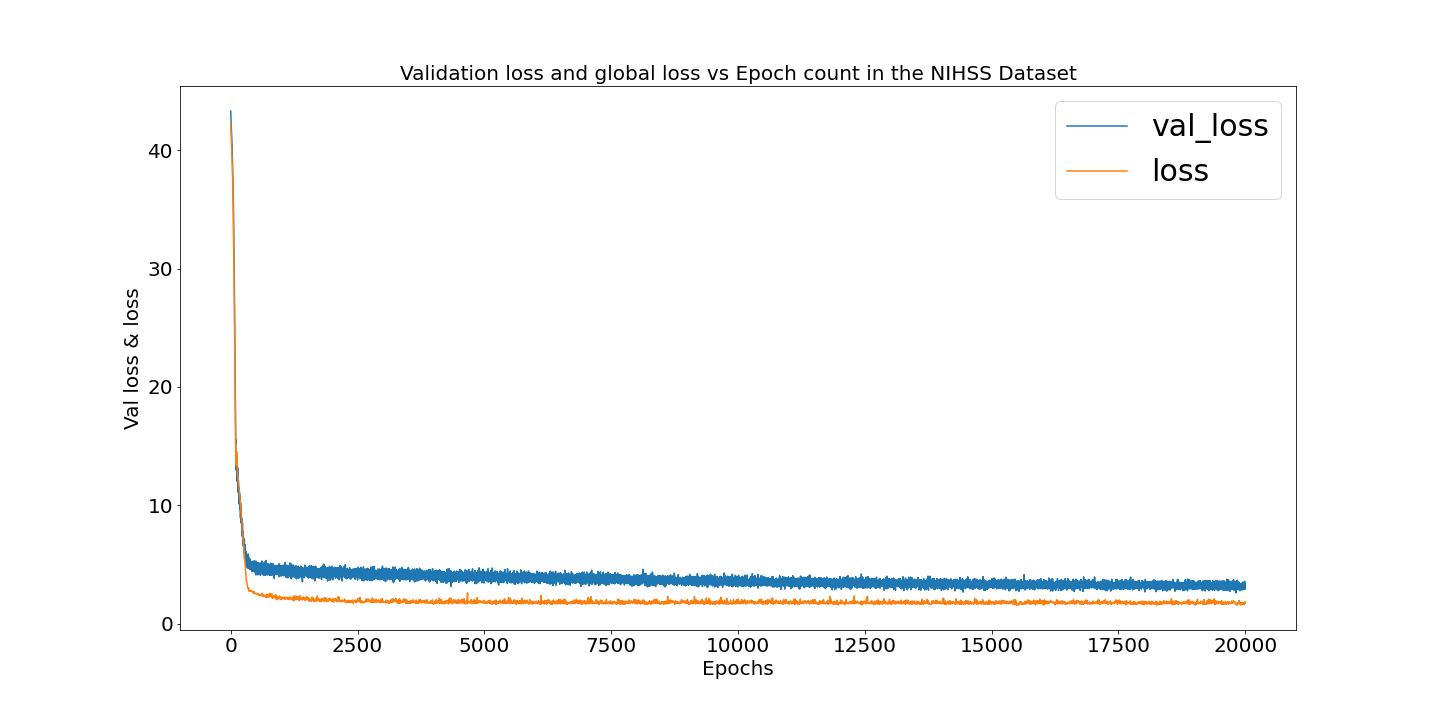 Validation loss and global loss vs Epoch count in the NIHSS Dataset
val_loss
loss
Val loss & loss
40
30
20
10
0
0 2500 5000 7500 10000 12500 15000 17500 20000
Epochs